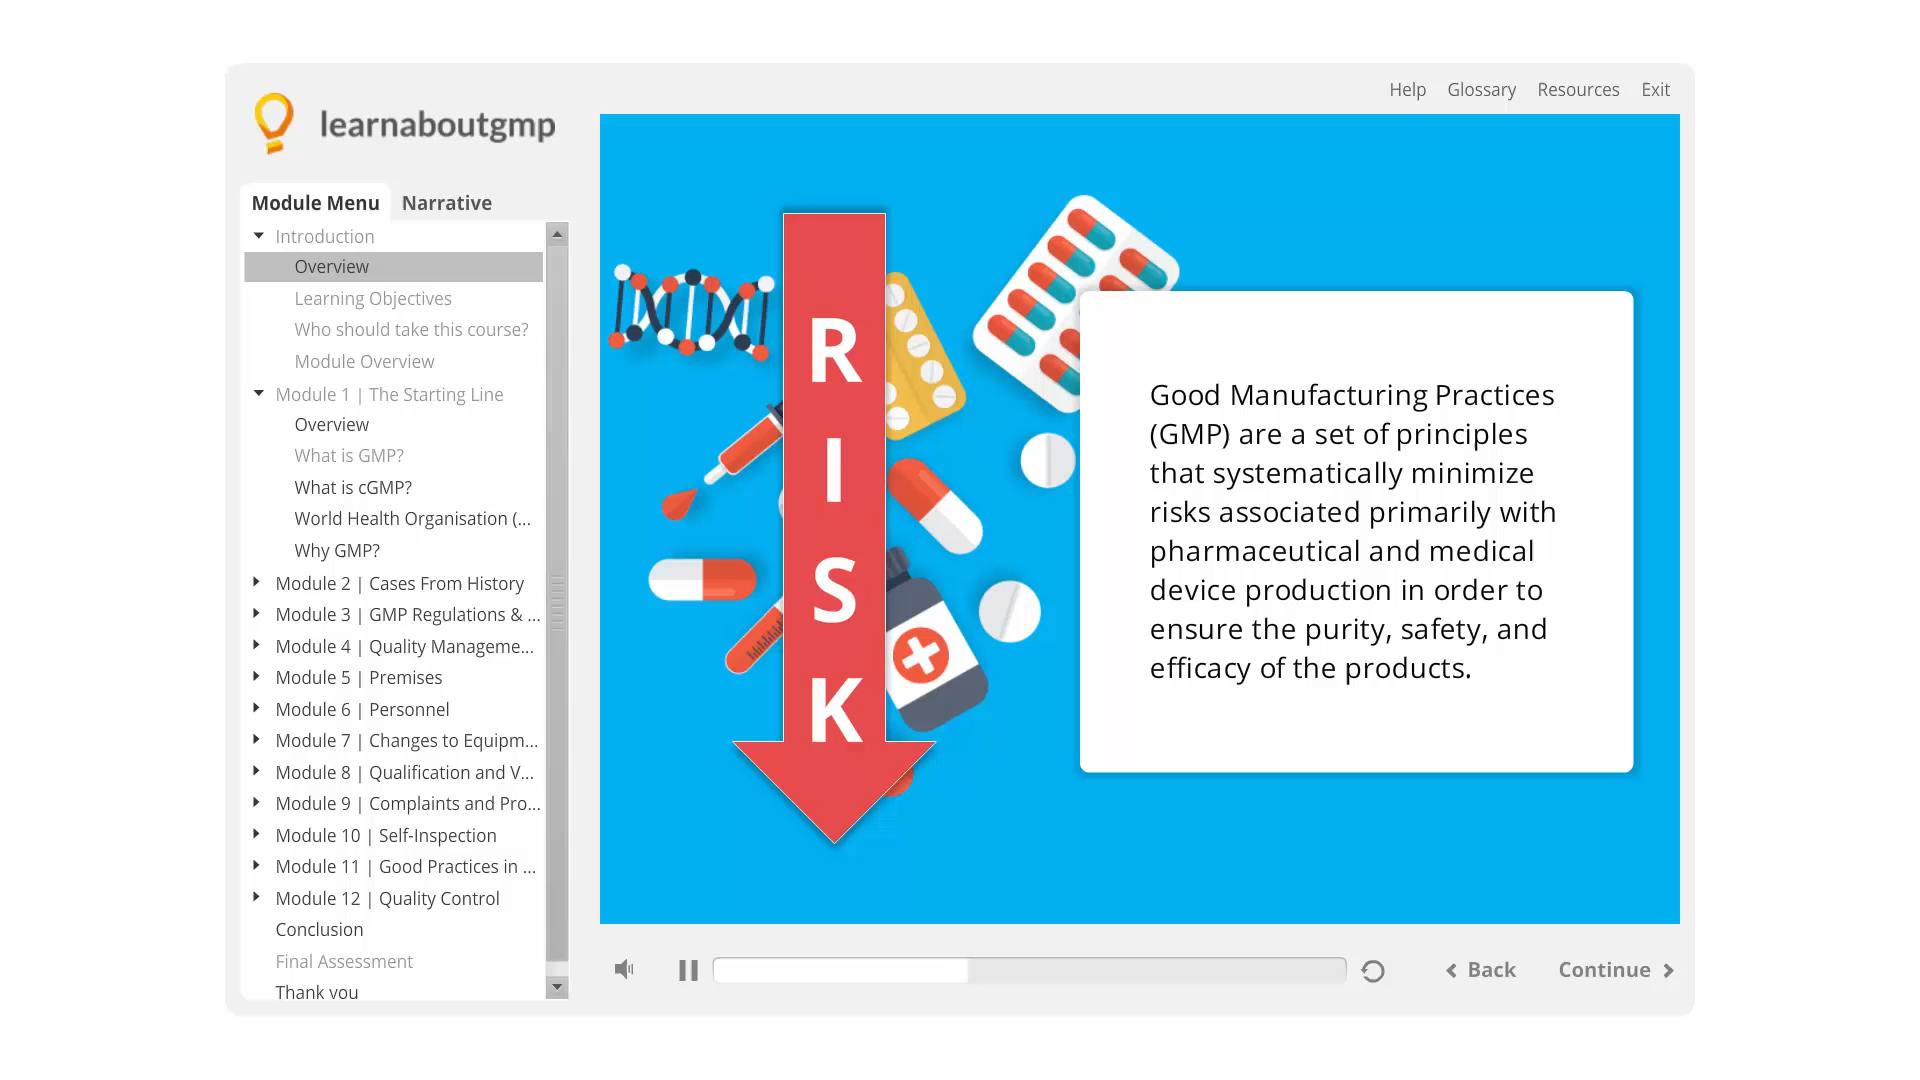 Help Glossary Resources Exit
learnaboutgmp
Module Menu Narrative
Introduction
Overview
Learning Objectives
Who should take this course?
Module Overview
Module 1 | The Starting Line
Overview
What is GMP?
What is cGMP?
World Health Organisation (...
Why GMP?
Module 2 | Cases From History
Module 3 | GMP Regulations & ...
Module 4 | Quality Manageme...
Module 5 | Premises
Module 6 | Personnel
Module 7 | Changes to Equipm...
Module 8 | Qualification and V...
Module 9 | Complaints and Pro...
Module 10 | Self-Inspection
Module 11 | Good Practices in ...
Module 12 | Quality Control
Conclusion
Final Assessment
Thank you
R
I
S
K
Good Manufacturing Practices
(GMP) are a set of principles
that systematically minimize
risks associated primarily with
pharmaceutical and medical
device production in order to
ensure the purity, safety, and
efficacy of the products.
Back Continue